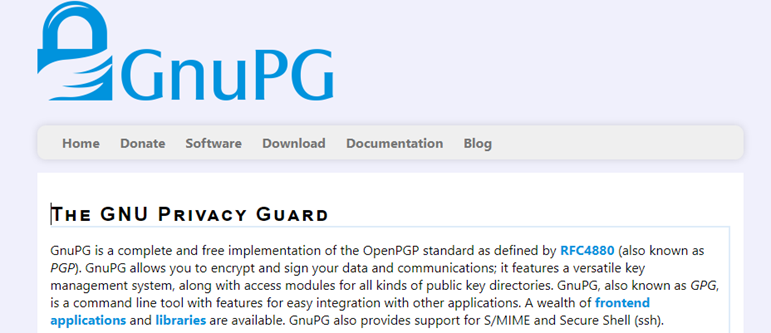 GnuPG
Home Donate Software Download Documentation Blog
The GNU Privacy Guard
GnuPG is a complete and free implementation of the OpenPGP standard as defined by RFC4880 (also known as
PGP). GnuPG allows you to encrypt and sign your data and communications; it features a versatile key
management system, along with access modules for all kinds of public key directories. GnuPG, also known as GPG,
is a command line tool with features for easy integration with other applications. A wealth of frontend
applications and libraries are available. GnuPG also provides support for S/MIME and Secure Shell (ssh).